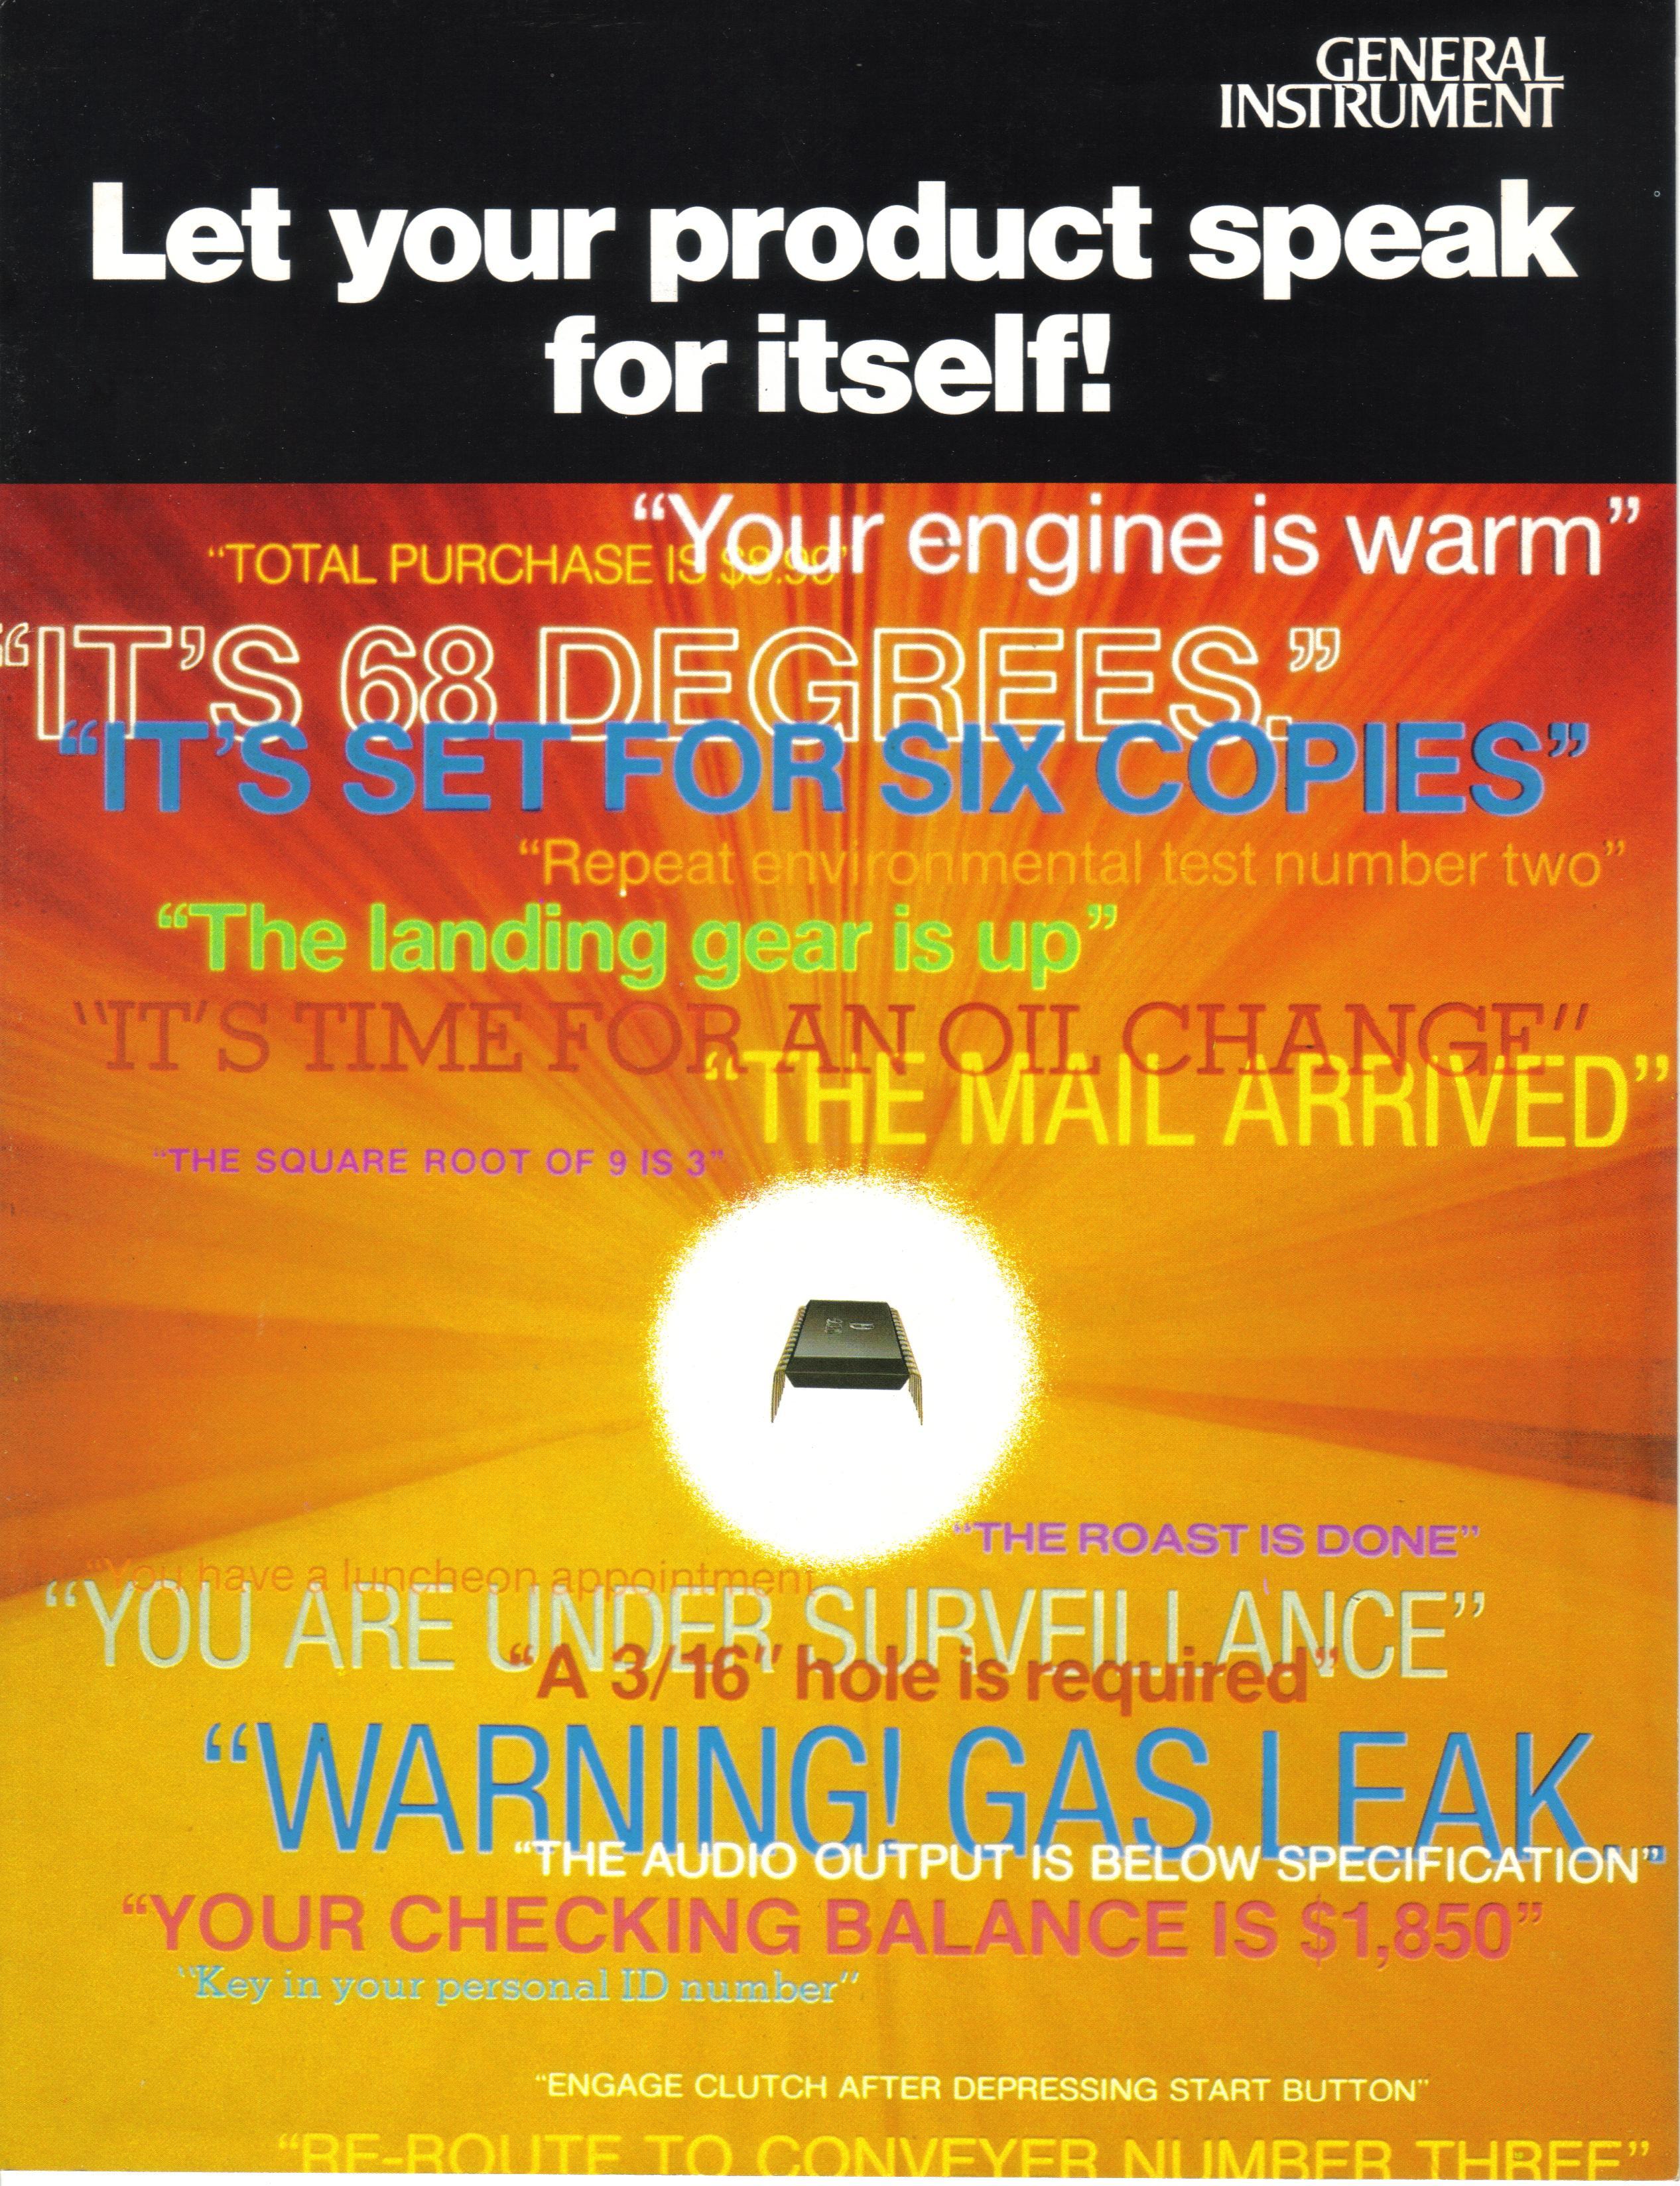 GENERAL
INSTRUMENT
Let your product speak
for itself!
“Your engine is warm”
“TOTAL PURCHASE IS
“IT’S 68 DEGREES.”
“IT’S SET FOR SIX COPIES”
“Repeat environmental test number two”
“The landing gear is up”
“IT’S TIME FOR AN OIL CHANGE”
“THE MAIL ARRIVED”
“THE SQUARE ROOT OF 9 IS 3”
“THE ROAST IS DONE”
“You have a luncheon appointment
“YOU ARE UNDER SURVEILLANCE”
“A 3/16” hole is required”
“WARNING! GAS LEAK.”
“THE AUDIO OUTPUT IS BELOW SPECIFICATION”
“YOUR CHECKING BALANCE IS $1,850”
“Key in your personal ID number”
“ENGAGE CLUTCH AFTER DEPRESSING START BUTTON”
“RE-ROUTE TO CONVEYER NUMBER THREE”